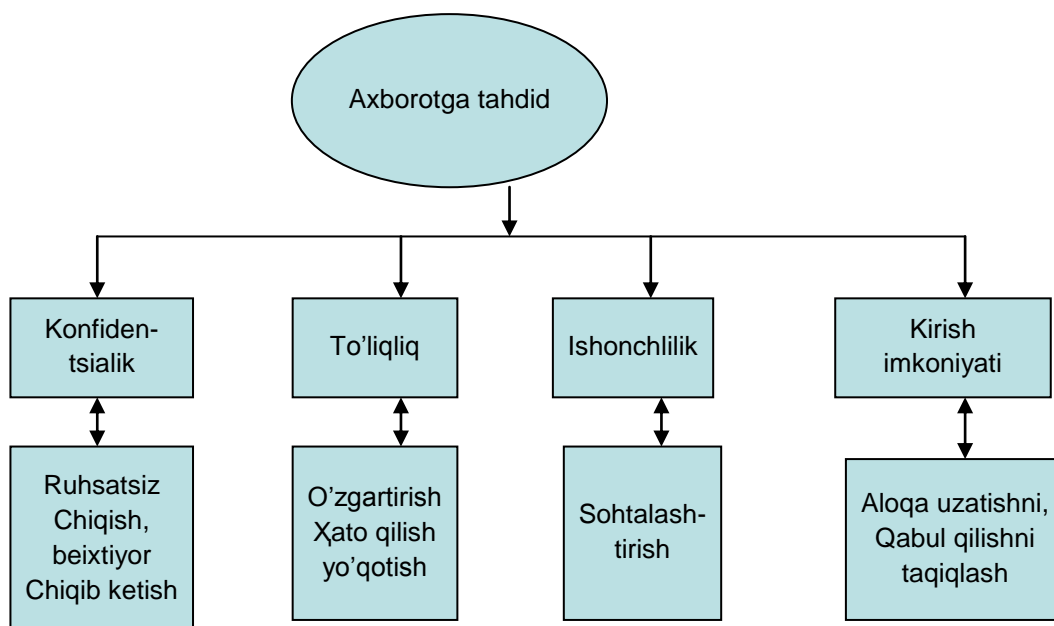 Axborotga tahdid
Konfiden-
tsialik
To’liqliq
Ishonchlilik
Kirish
imkoniyati
Ruhsatsiz
Chiqish,
beixtiyor
Chiqib ketish
O’zgartirish
Ҳato qilish
yo’qotish
Sohtalash-
tirish
Aloqa uzatishni,
Qabul qilishni
taqiqlash